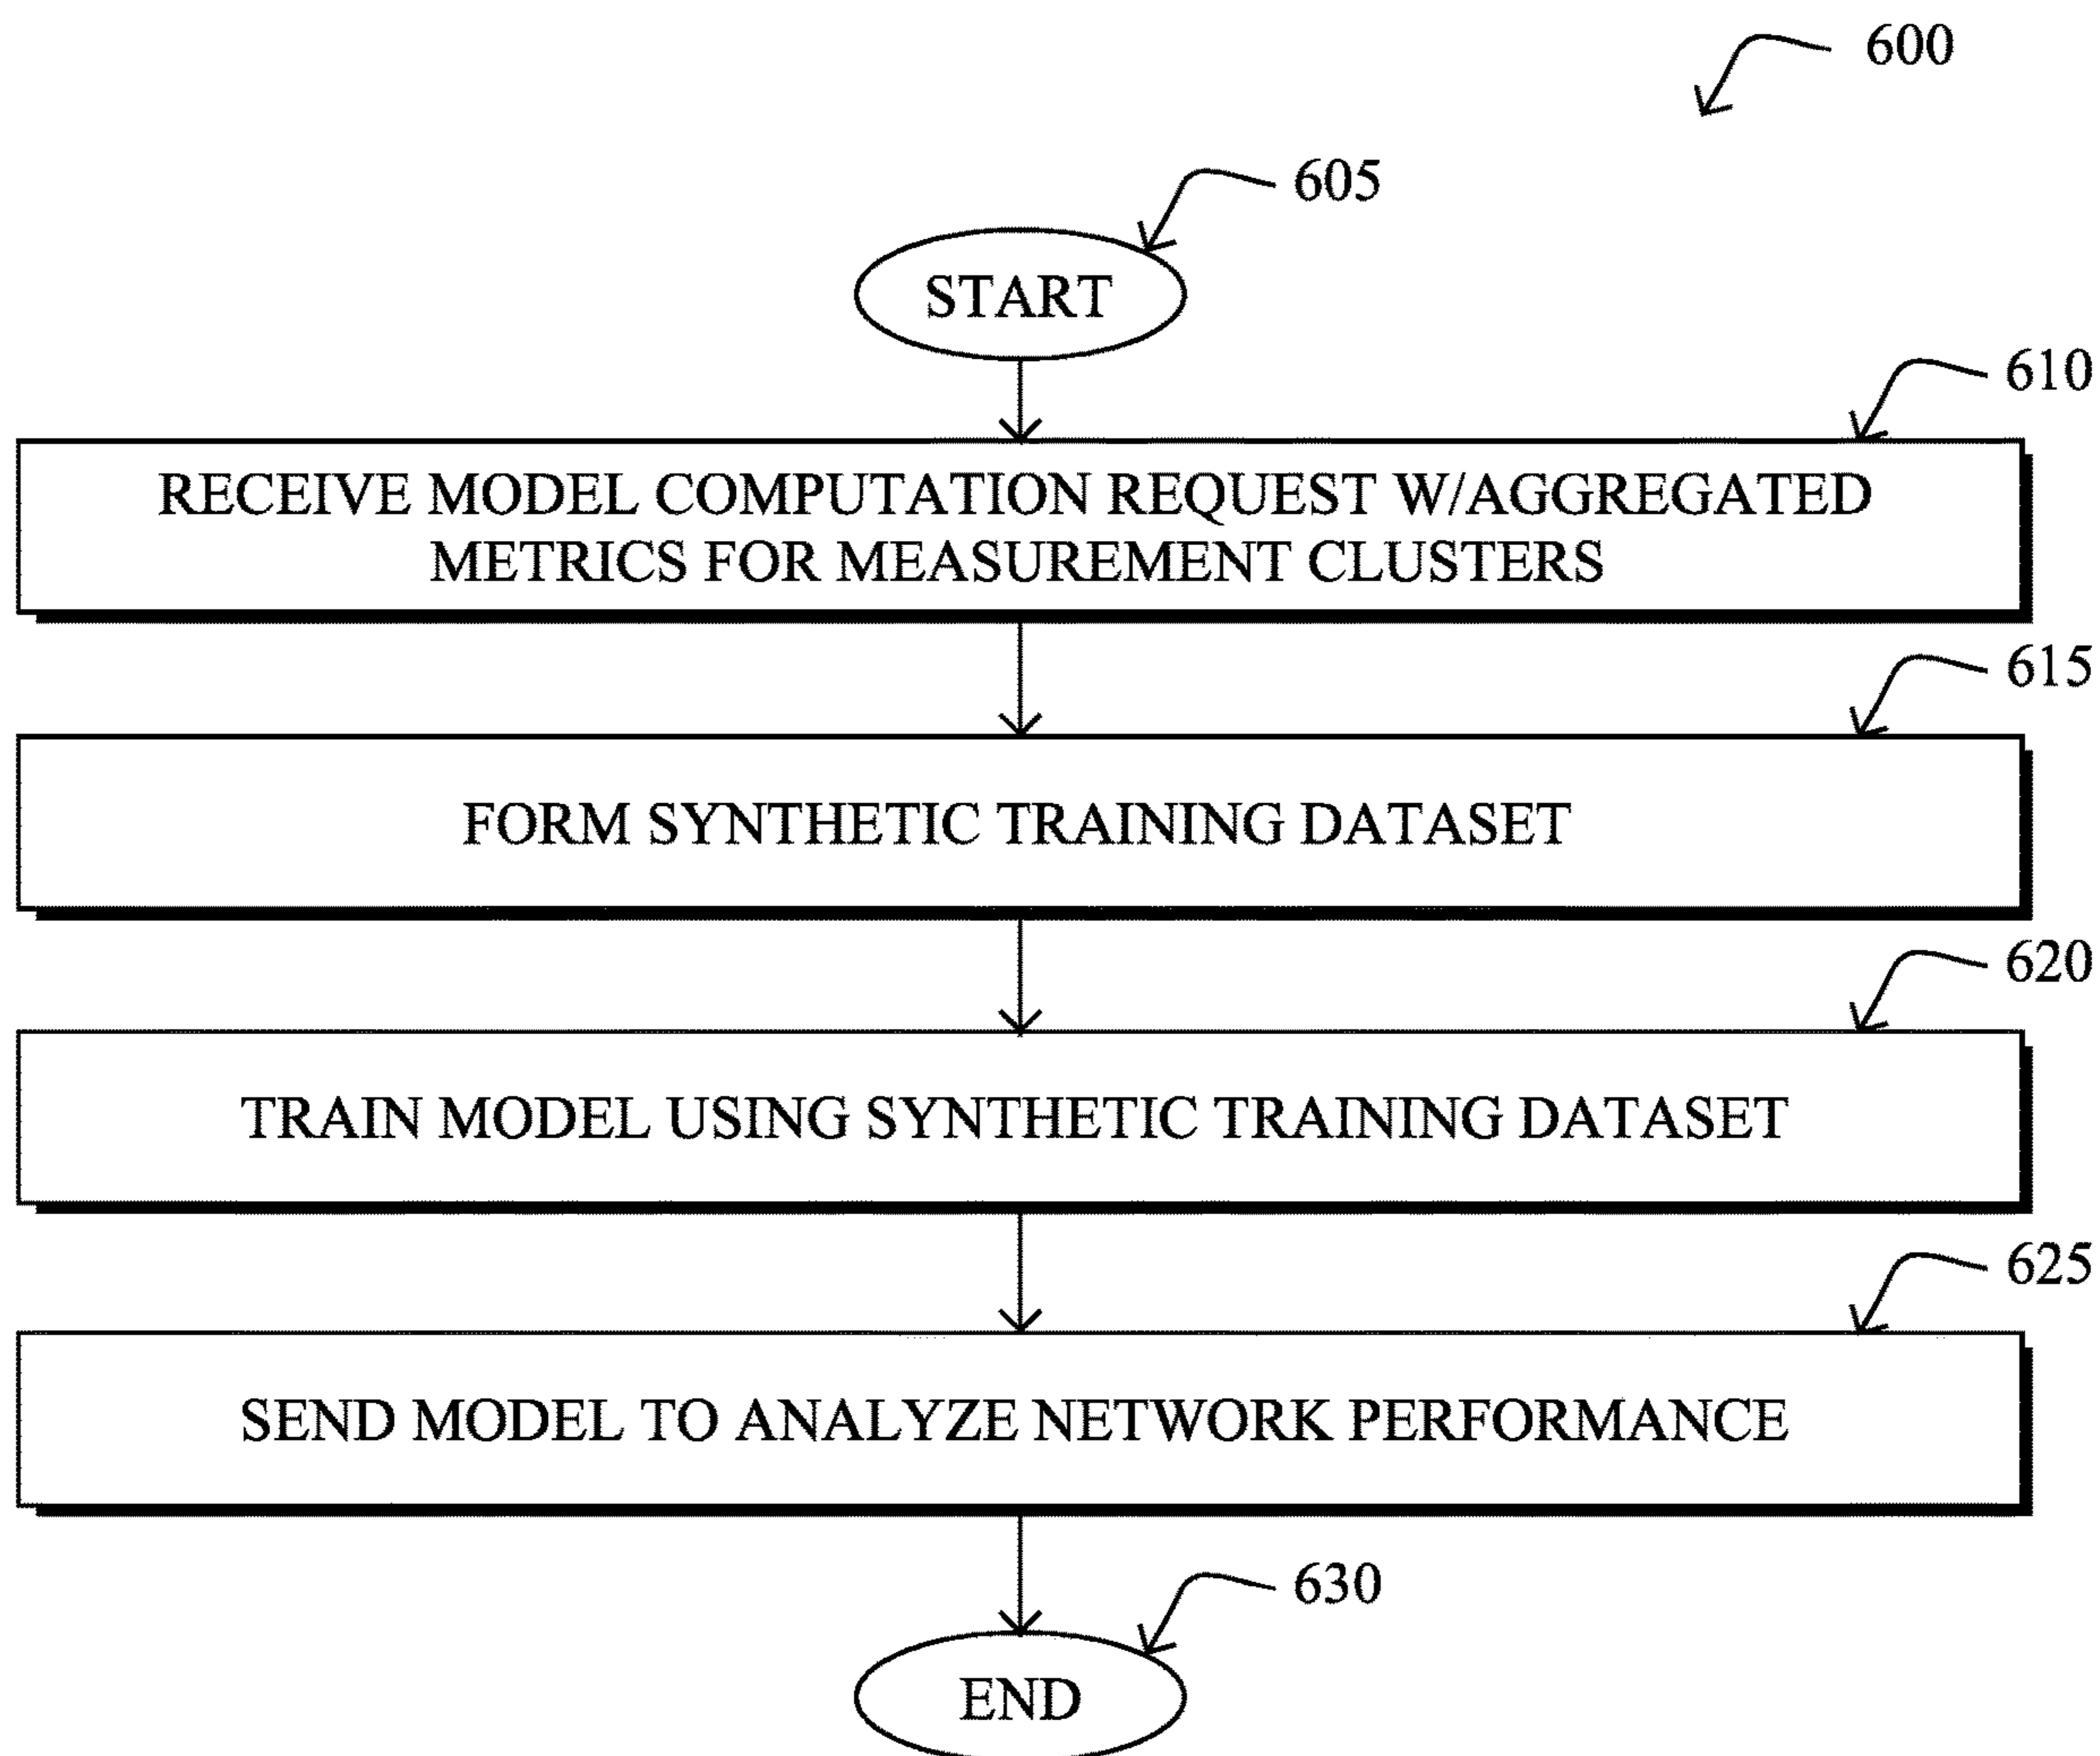 600
605
START
610
RECEIVE MODEL COMPUTATION REQUEST W/AGGREGATED
METRICS FOR MEASUREMENT CLUSTERS
615
FORM SYNTHETIC TRAINING DATASET
620
TRAIN MODEL USING SYNTHETIC TRAINING DATASET
625
SEND MODEL TO ANALYZE NETWORK PERFORMANCE
630
END